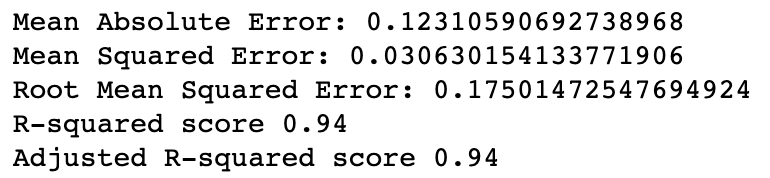 Mean Absolute Error: 0.12310590692738968
Mean Squared Error: 0.030630154133771906
Root Mean Squared Error: 0.17501472547694924
R-squared score 0.94
Adjusted R-squared score 0.94